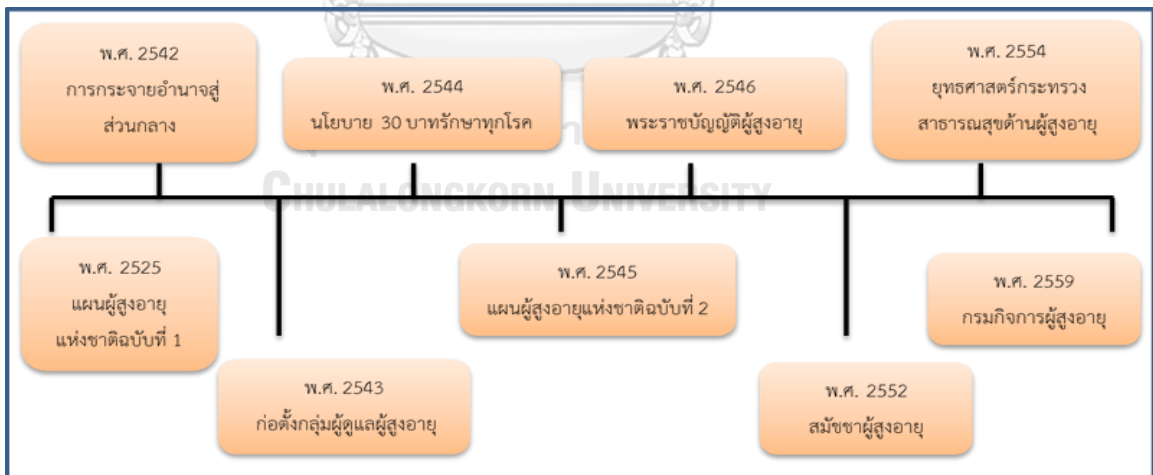 พ.ศ. 2542
การกระจายอำนาจสู่
ส่วนกลาง
พ.ศ. 2544
นโยบาย 30 บาทรักษาทุกโรค
พ.ศ. 2546
พระราชบัญญัติผู้สูงอายุ
พ.ศ. 2554
ยุทธศาสตร์กระทรวง
สาธารณสุขด้านผู้สูงอายุ
CHULALONGKORN UNIVERSITY
พ.ศ. 2525
แผนผู้สูงอายุ
แห่งชาติฉบับที่ 1
พ.ศ. 2545
แผนผู้สูงอายุแห่งชาติฉบับที่ 2
พ.ศ. 2559
กรมกิจการผู้สูงอายุ
พ.ศ. 2543
ก่อตั้งกลุ่มผู้ดูแลผู้สูงอายุ
พ.ศ. 2552
สมัชชาผู้สูงอายุ